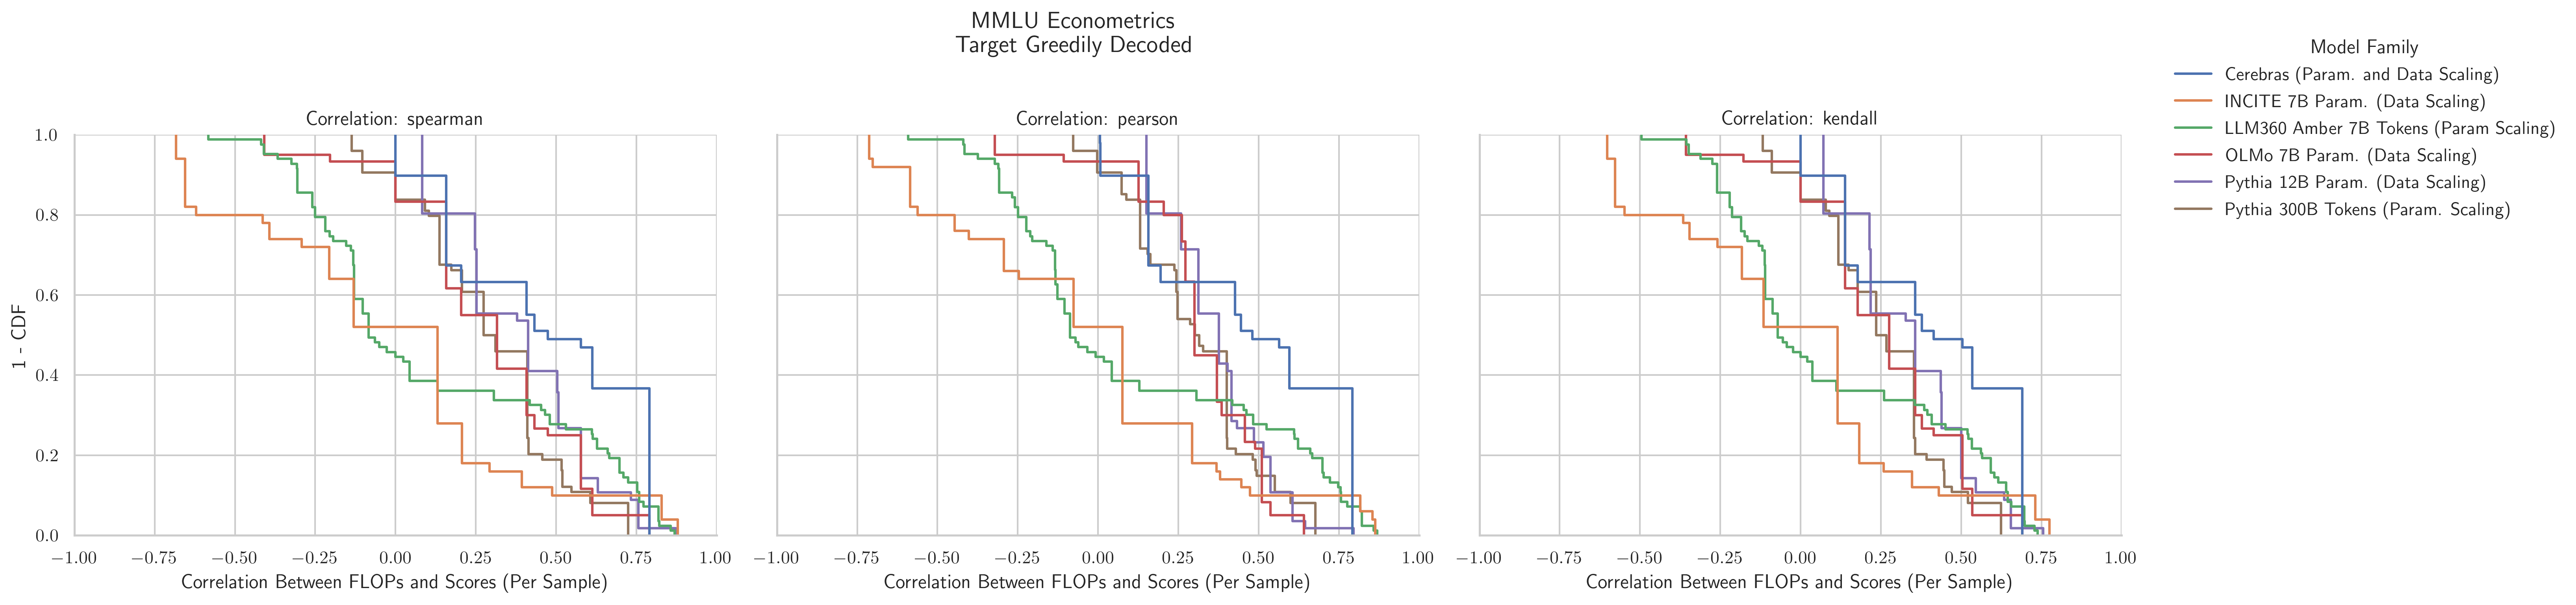 MMLU Econometrics
Target Greedily Decoded
Model Family
Cerebras (Param. and Data Scaling)
INCITE 7B Param. (Data Scaling)
LLM360 Amber 7B Tokens (Param Scaling)
OLMo 7B Param. (Data Scaling)
Pythia 12B Param. (Data Scaling)
Pythia 300B Tokens (Param. Scaling)
Correlation: spearman
1 - CDF
1.0
0.8
0.6
0.4
0.2
0.0
−1.00 −0.75 −0.50 −0.25 0.00 0.25 0.50 0.75 1.00
Correlation Between FLOPs and Scores (Per Sample)
Correlation: pearson
−1.00 −0.75 −0.50 −0.25 0.00 0.25 0.50 0.75 1.00
Correlation Between FLOPs and Scores (Per Sample)
Correlation: kendall
−1.00 −0.75 −0.50 −0.25 0.00 0.25 0.50 0.75 1.00
Correlation Between FLOPs and Scores (Per Sample)